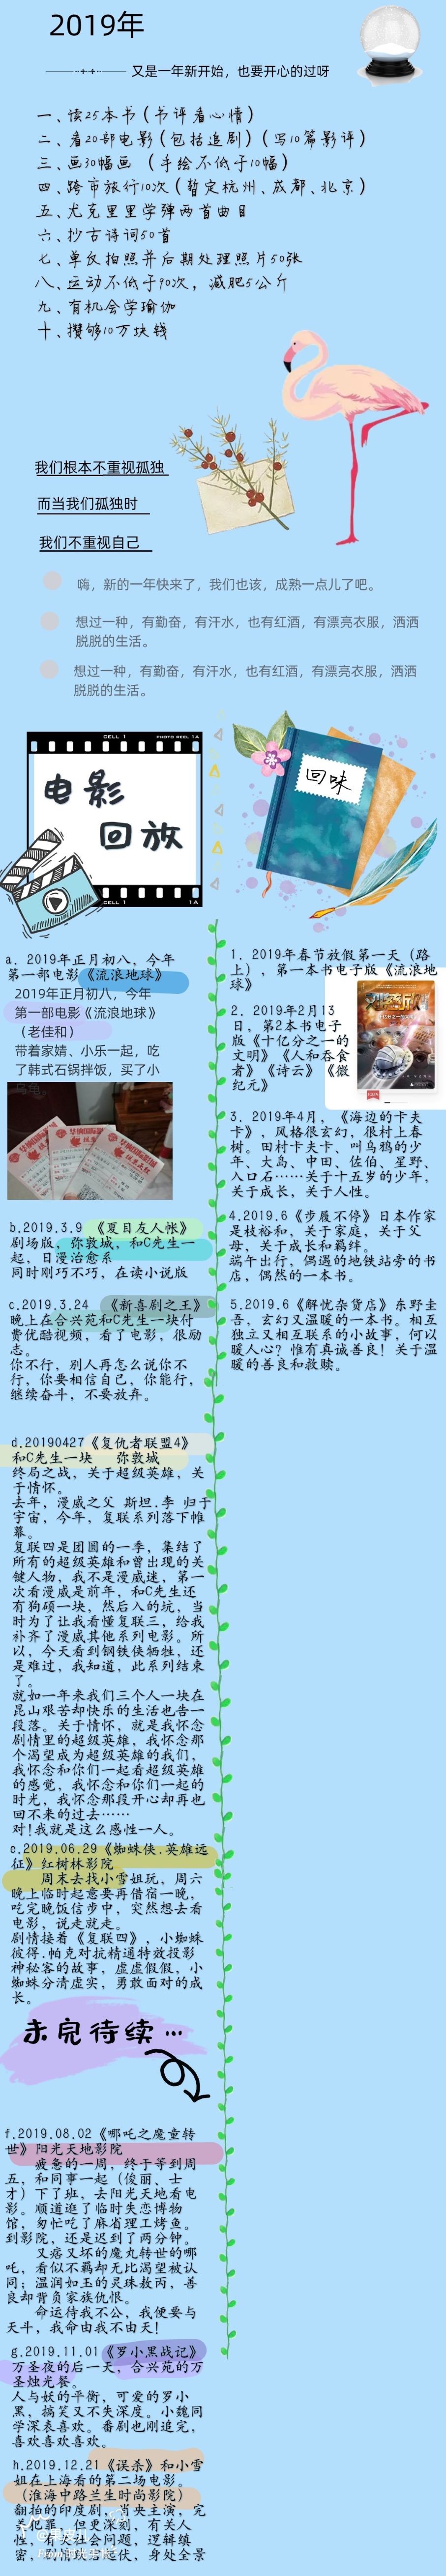 2019年
又是一年新开始，也要开心的过呀
一、读25本书（书评看心情）
二、看20部电影（包括追剧）（写10篇影评）
三、画30幅画 （手绘不低于10幅）
四、跨市旅行10次（暂定杭州、成都、北京）
五、尤克里里学弹两首曲目
六、抄古诗词50首
七、单反拍照并后期处理照片50张
八、运动不低于90次，减肥5公斤
九、有机会学瑜伽
十、攒够10万块钱
我们根本不重视孤独
而当我们孤独时
我们不重视自己
嗨，新的一年快来了，我们也该，成熟一点儿了吧。
想过一种，有勤奋，有汗水，也有红酒，有漂亮衣服，洒洒
脱脱的生活。
想过一种，有勤奋，有汗水，也有红酒，有漂亮衣服，洒洒
脱脱的生活。
CELL 1 PHOTO REEL 1A
电影
回放
CELL 1 1A
回味
a. 2019年正月初八，今年
第一部电影《流浪地球》
2019年正月初八，今年
第一部电影《流浪地球》
（老佳和）
带着家婧、小乐一起，吃
了韩式石锅拌饭，买了小
b.2019.3.9 《夏目友人帐》
剧场版，弥敦城，和C先生一
起，日漫治愈系
同时刚巧不巧，在读小说版
c.2019.3.24 《新喜剧之王》
晚上在合兴苑和C先生一块付
费优酷视频，看了电影，很励
志。
你不行，别人再怎么说你不
行，你要相信自己，你能行，
继续奋斗，不要放弃。
d.20190427《复仇者联盟4》
和C先生一块 弥敦城
终局之战，关于超级英雄，关
于情怀。
去年，漫威之父 斯坦.李 归于
宇宙，今年，复联系列落下帷
幕。
复联四是团圆的一季，集结了
所有的超级英雄和曾出现的关
键人物，我不是漫威迷，第一
次看漫威是前年，和C先生还
有狗硕一块，然后入的坑，当
时为了让我看懂复联三，给我
补齐了漫威其他系列电影。所
以，今天看到钢铁侠牺牲，还
是难过，我知道，此系列结束
了。
就如一年来我们三个人一块在
昆山艰苦却快乐的生活也告一
段落。关于情怀，就是我怀念
剧情里的超级英雄，我怀念那
个渴望成为超级英雄的我们，
我怀念和你们一起看超级英雄
的感觉，我怀念和你们一起的
时光，我怀念那段开心却再也
回不来的过去……
对！我就是这么感性一人。
e.2019.06.29《蜘蛛侠.英雄远
征》红树林影院
周末去找小雪姐玩，周六
晚上临时起意要再借宿一晚，
吃完晚饭信步中，突然想去看
电影，说走就走。
剧情接着《复联四》，小蜘蛛
彼得.帕克对抗精通特效投影
神秘客的故事，虚虚假假，小
蜘蛛分清虚实，勇敢面对的成
长。
未完待续…
f.2019.08.02《哪吒之魔童转
世》阳光天地影院
疲惫的一周，终于等到周
五，和同事一起（俊丽、士
才）下了班，去阳光天地看电
影。顺道逛了临时失恋博物
馆，匆忙吃了麻省理工烤鱼。
到影院，还是迟到了两分钟。
又痞又坏的魔丸转世的哪
吒，看似不羁却无比渴望被认
同；温润如玉的灵珠敖丙，善
良却背负家族仇恨。
命运待我不公，我便要与
天斗，我命由我不由天！
g.2019.11.01《罗小黑战记》
万圣夜的后一天，合兴苑的万
圣烛光餐。
人与妖的平衡，可爱的罗小
黑，搞笑又不失深度。小魏同
学深表喜欢。番剧也刚追完，
喜欢喜欢喜欢。
h.2019.12.21《误杀》和小雪
姐在上海看的第二场电影。
（淮海中路兰生时尚影院）
翻拍的印度剧，肖央主演，完
犯罪，但更深刻，有关人
性，有关社会问题，逻辑缜
密，剧情跌宕起伏，身处全景
1. 2019年春节放假第一天（路
上），第一本书电子版《流浪地
球》
2. 2019年2月13
日，第2本书电子
版《十亿分之一的
文明》《人和吞食
者》《诗云》《微
纪元》
3. 2019年4月，《海边的卡夫
卡》，风格很玄幻，很村上春
树。田村卡夫卡、叫乌鸦的少
年、大岛、中田、佐伯、星野、
入口石……关于十五岁的少年，
关于成长，关于人性。
4.2019.6《步履不停》日本作家
是枝裕和，关于家庭，关于父
母，关于成长和羁绊。
端午出行，偶遇的地铁站旁的书
店，偶然的一本书。
5.2019.6《解忧杂货店》东野圭
吾，玄幻又温暖的一本书。相互
独立又相互联系的小故事，何以
暖人心？惟有真诚善良！关于温
暖的善良和救赎。